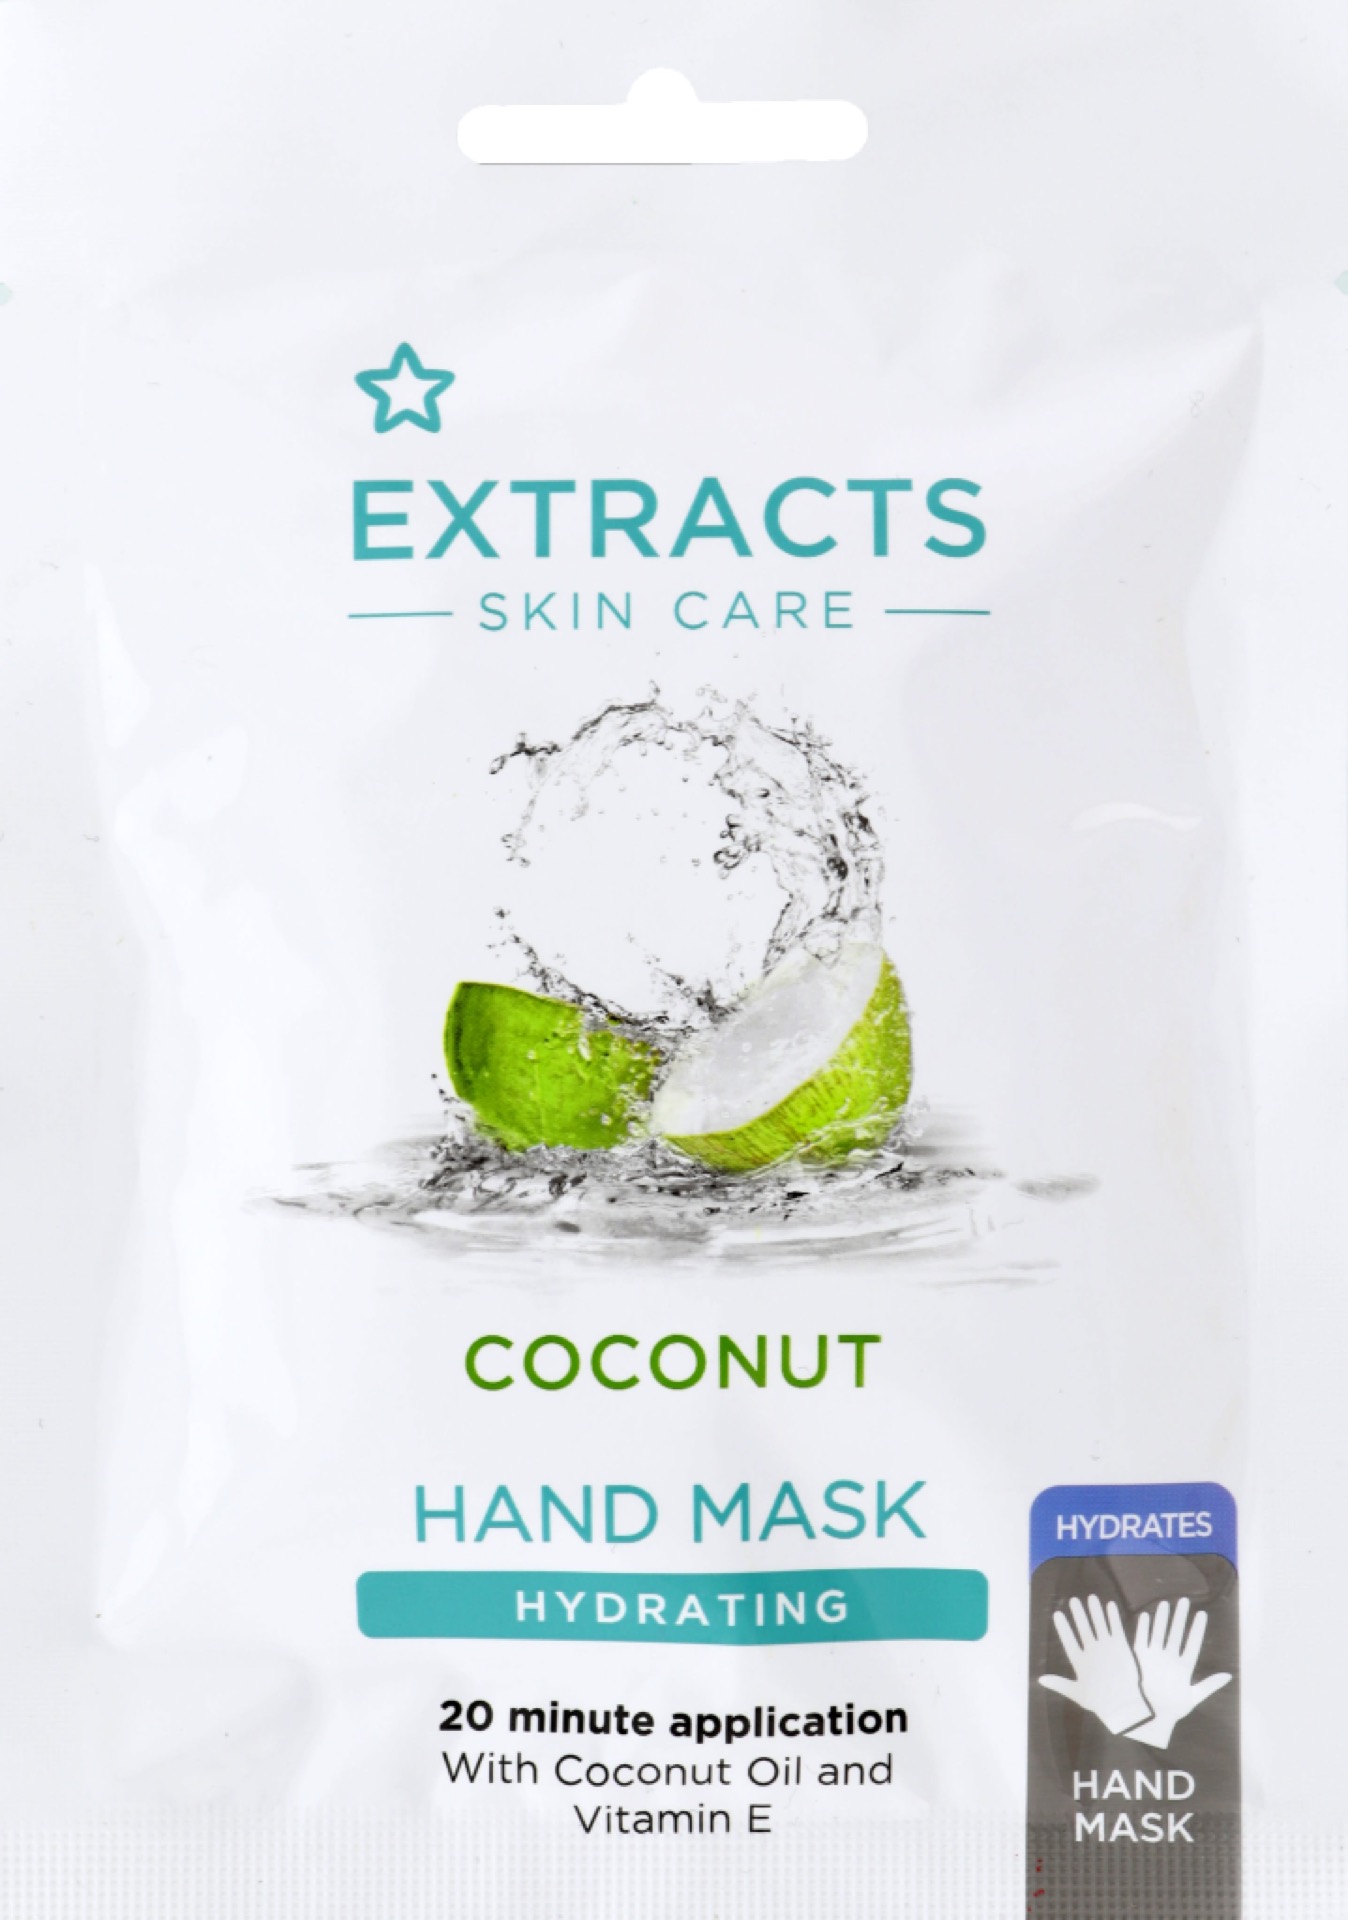 EXTRACTS
SKIN CARE
COCONUT
HAND MASK
HYDRATING
20 minute application
With Coconut Oil and
Vitamin E
HYDRATES
HAND
MASK